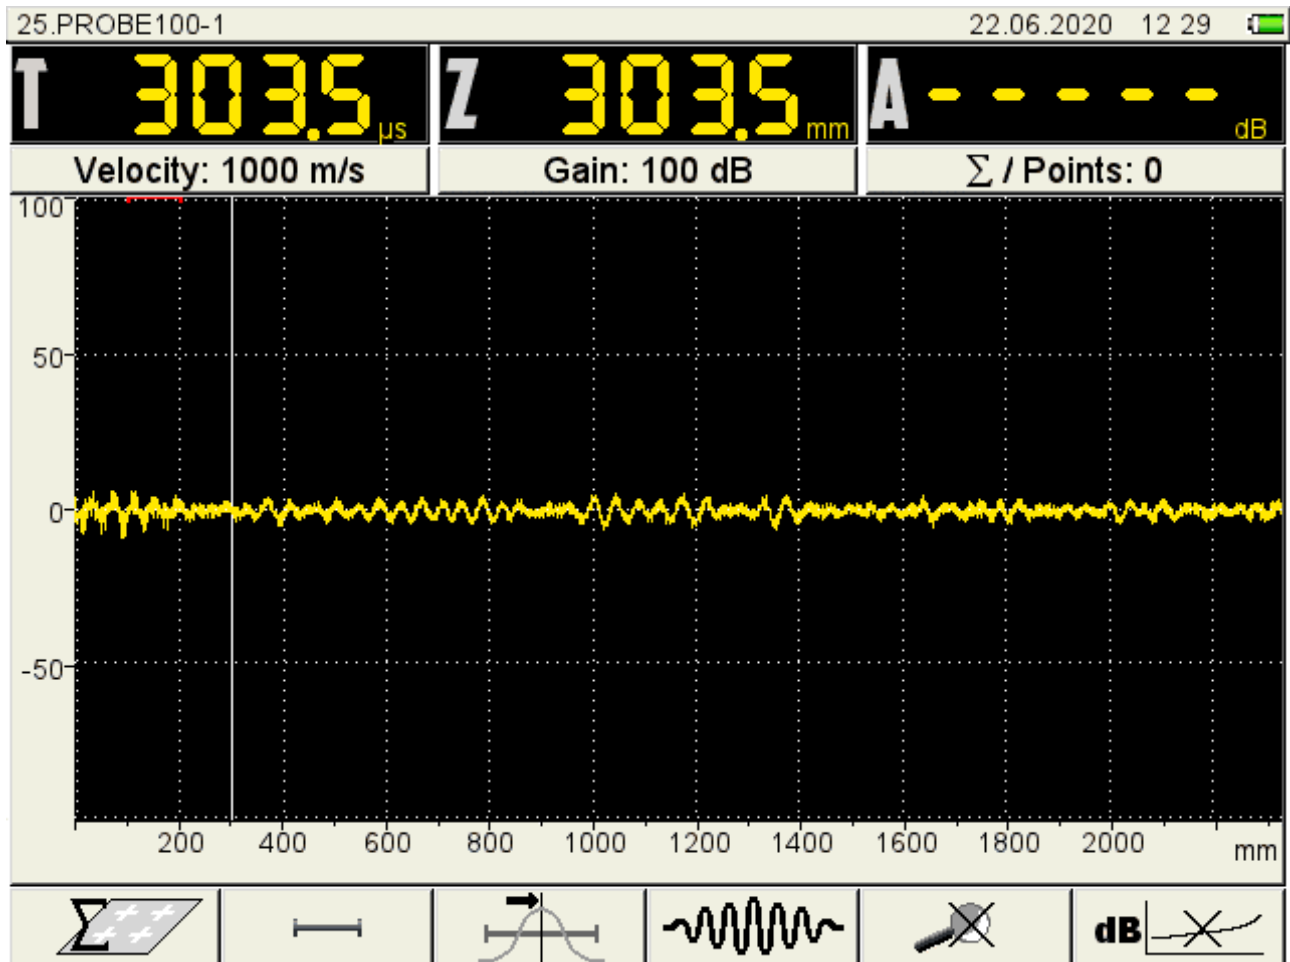 25.PROBE100-1 22.06.2020 12 29
T 303.5 µs Z 303.5 mm A ----- dB
Velocity: 1000 m/s Gain: 100 dB Σ / Points: 0
100
50
0
-50
200 400 600 800 1000 1200 1400 1600 1800 2000 mm
Σ dB